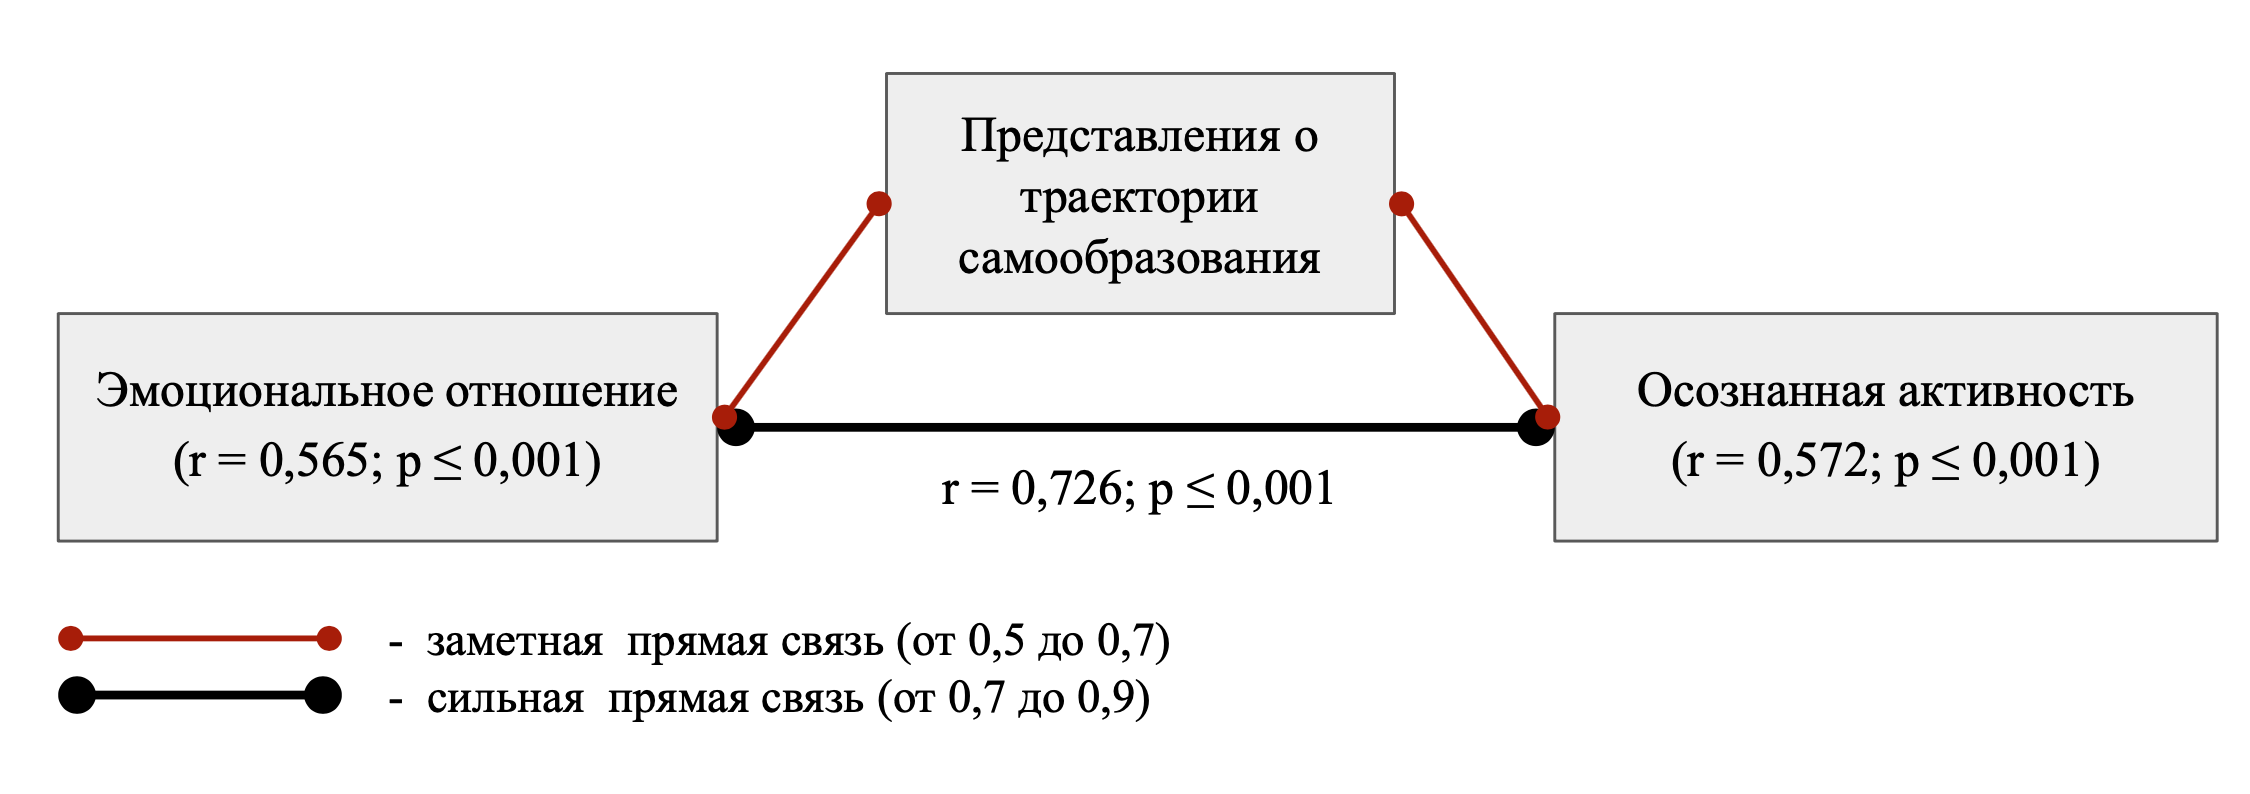 Представления о
траектории
самообразования
Эмоциональное отношение
(r = 0,565; p ≤ 0,001)
Осознанная активность
(r = 0,572; p ≤ 0,001)
r = 0,726; p ≤ 0,001
- заметная прямая связь (от 0,5 до 0,7)
- сильная прямая связь (от 0,7 до 0,9)